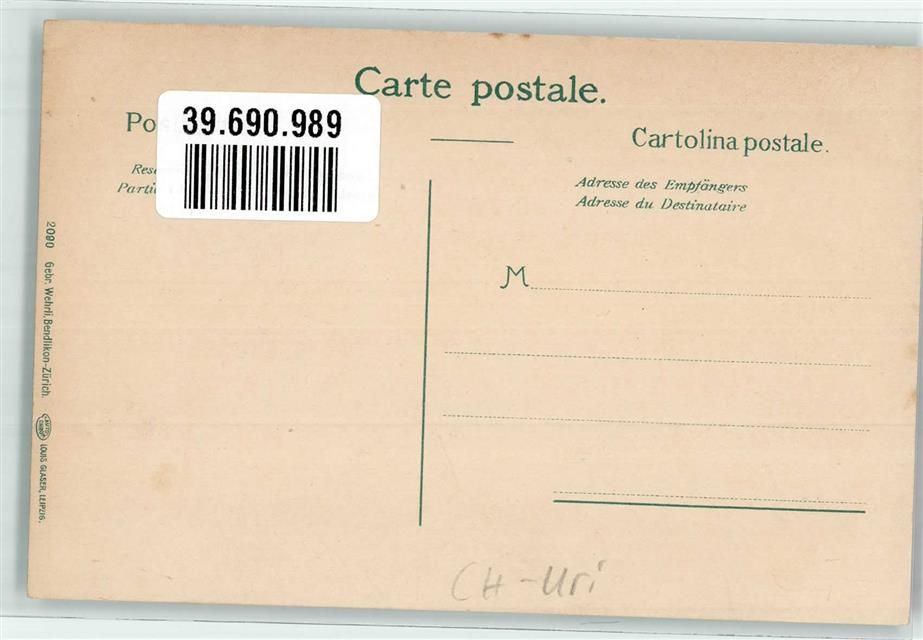 Carte postale.
39.690.989
Cartolina postale.
Adresse des Empfängers
Adresse du Destinataire
M
2090 Gebr. Wehrli, Bendlikon-Zürich.
LOUIS GLASER, LEIPZIG.
CH-Uri